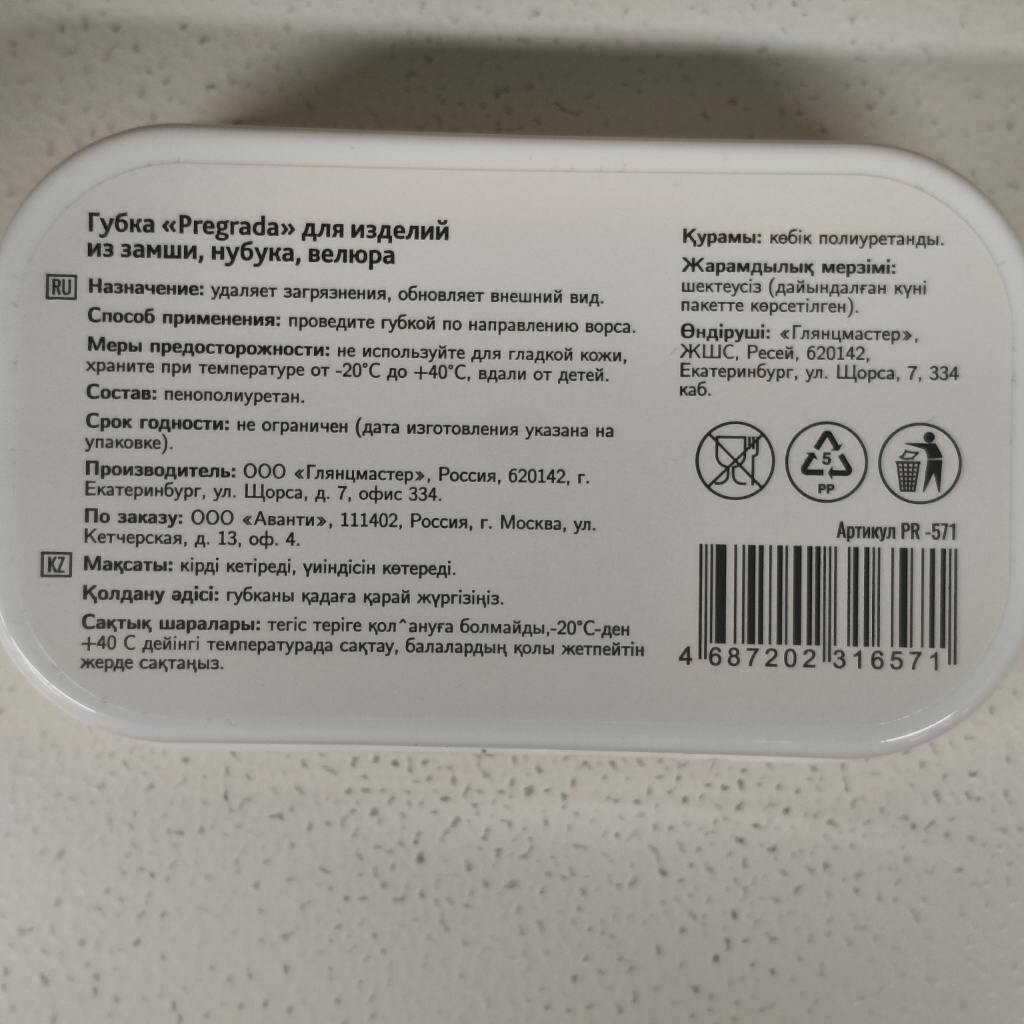 Губка «Pregrada» для изделий
из замши, нубука, велюра
RU
Назначение: удаляет загрязнения, обновляет внешний вид.
Способ применения: проведите губкой по направлению ворса.
Меры предосторожности: не используйте для гладкой кожи,
храните при температуре от -20°C до +40°C, вдали от детей.
Состав: пенополиуретан.
Срок годности: не ограничен (дата изготовления указана на
упаковке).
Производитель: ООО «Глянцмастер», Россия, 620142, г.
Екатеринбург, ул. Щорса, д. 7, офис 334.
По заказу: ООО «Аванти», 111402, Россия, г. Москва, ул.
Кетчерская, д. 13, оф. 4.
KZ
Мақсаты: кірді кетіреді, үиіндісін көтереді.
Қолдану әдісі: губканы қадаға қарай жүргізіңіз.
Сақтық шаралары: тегіс теріге қол^ануға болмайды,-20°C-ден
+40 С дейінгі температурада сақтау, балалардың қолы жетпейтін
жерде сақтаңыз.
Құрамы: көбік полиуретанды.
Жарамдылық мерзімі:
шектеусіз (дайындалған күні
пакетте көрсетілген).
Өндіруші: «Глянцмастер»,
ЖШС, Ресей, 620142,
Екатеринбург, ул. Щорса, 7, 334
каб.
5
PP
Артикул PR -571
4 687202 316571